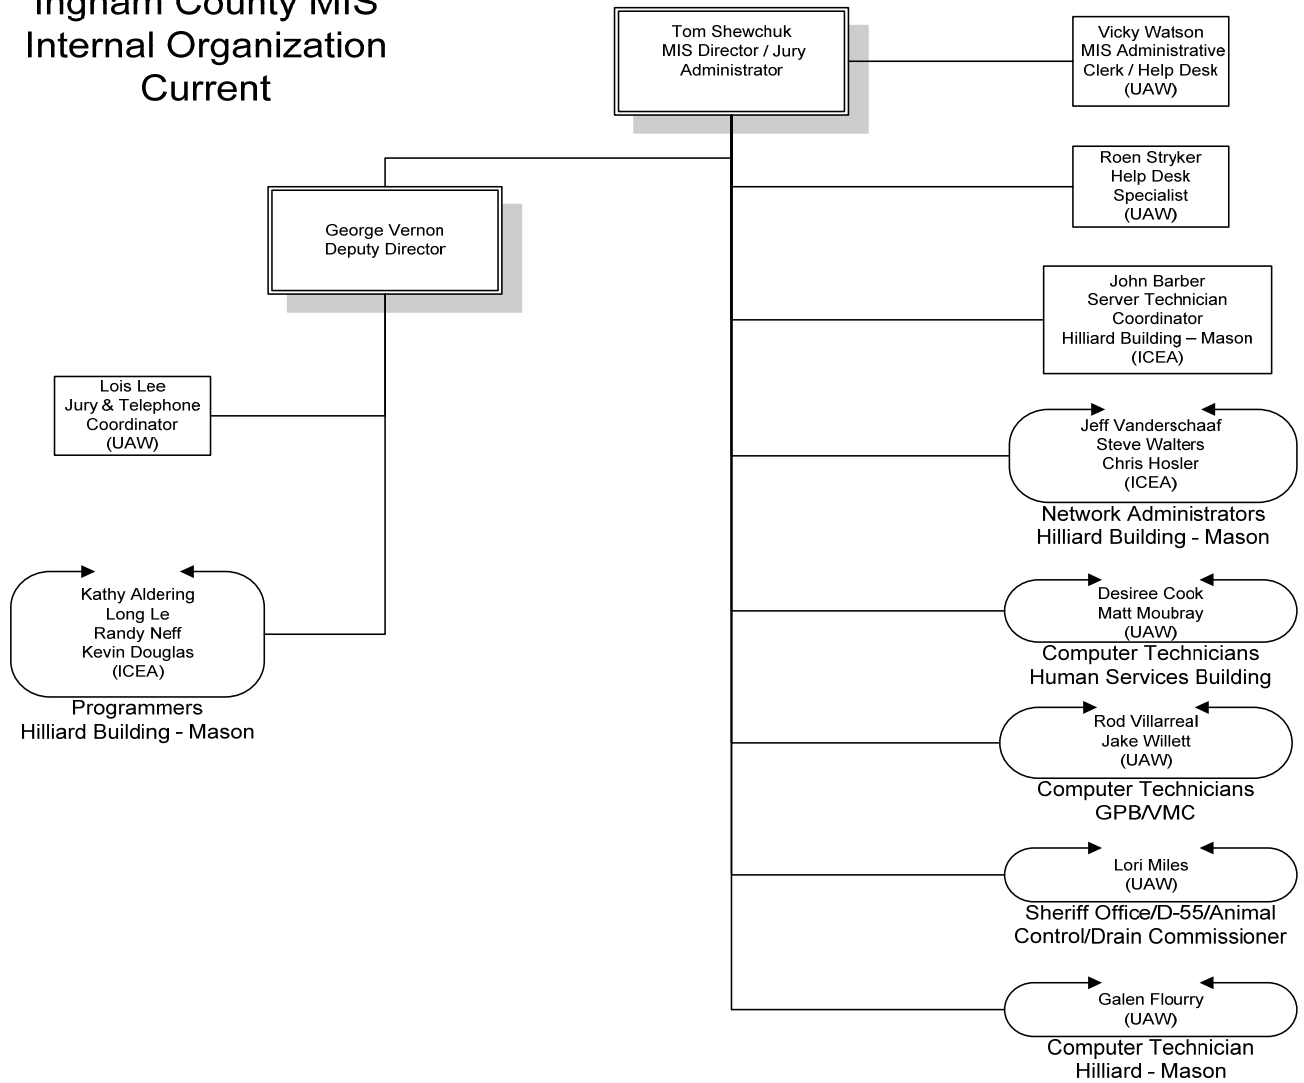 Ingham County MIS
Internal Organization
Current
Tom Shewchuk
MIS Director / Jury
Administrator
Vicky Watson
MIS Administrative
Clerk / Help Desk
(UAW)
Roen Stryker
Help Desk
Specialist
(UAW)
George Vernon
Deputy Director
John Barber
Server Technician
Coordinator
Hilliard Building – Mason
(ICEA)
Lois Lee
Jury & Telephone
Coordinator
(UAW)
Jeff Vanderschaaf
Steve Walters
Chris Hosler
(ICEA)
Network Administrators
Hilliard Building - Mason
Kathy Aldering
Long Le
Randy Neff
Kevin Douglas
(ICEA)
Programmers
Hilliard Building - Mason
Desiree Cook
Matt Moubray
(UAW)
Computer Technicians
Human Services Building
Rod Villarreal
Jake Willett
(UAW)
Computer Technicians
GPB/VMC
Lori Miles
(UAW)
Sheriff Office/D-55/Animal
Control/Drain Commissioner
Galen Flourry
(UAW)
Computer Technician
Hilliard - Mason